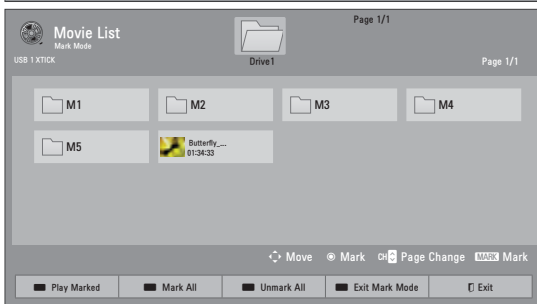 Page 1/1
Movie List
Mark Mode
USB 1 XTICK
Drive1
Page 1/1
M1
M2
M3
M4
M5
Butterfly_...
01:34:33
Move
Mark
CH Page Change
MARK Mark
Play Marked
Mark All
Unmark All
Exit Mark Mode
Exit